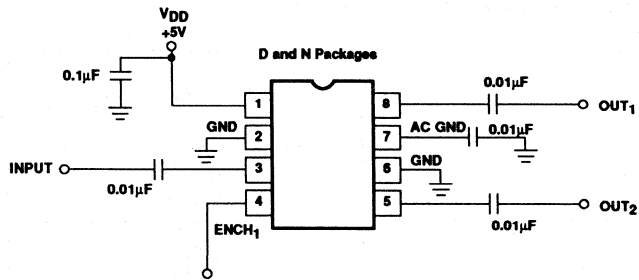 VDD
+5V
D and N Packages
0.1µF
0.01µF
1
8
OUT1
GND
2
7
AC GND
0.01µF
INPUT
3
6
GND
0.01µF
4
5
OUT2
ENCH1
0.01µF